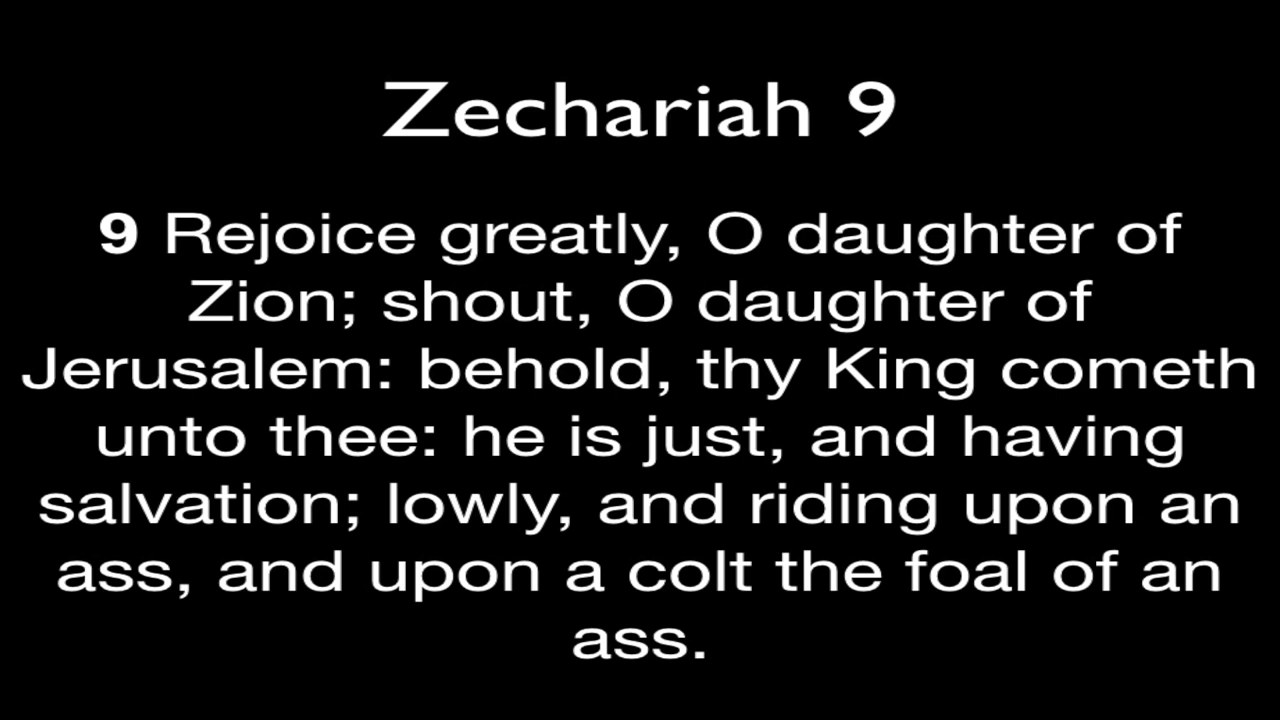 Zechariah 9
9 Rejoice greatly, O daughter of
Zion; shout, O daughter of
Jerusalem: behold, thy King cometh
unto thee: he is just, and having
salvation; lowly, and riding upon an
ass, and upon a colt the foal of an
ass.